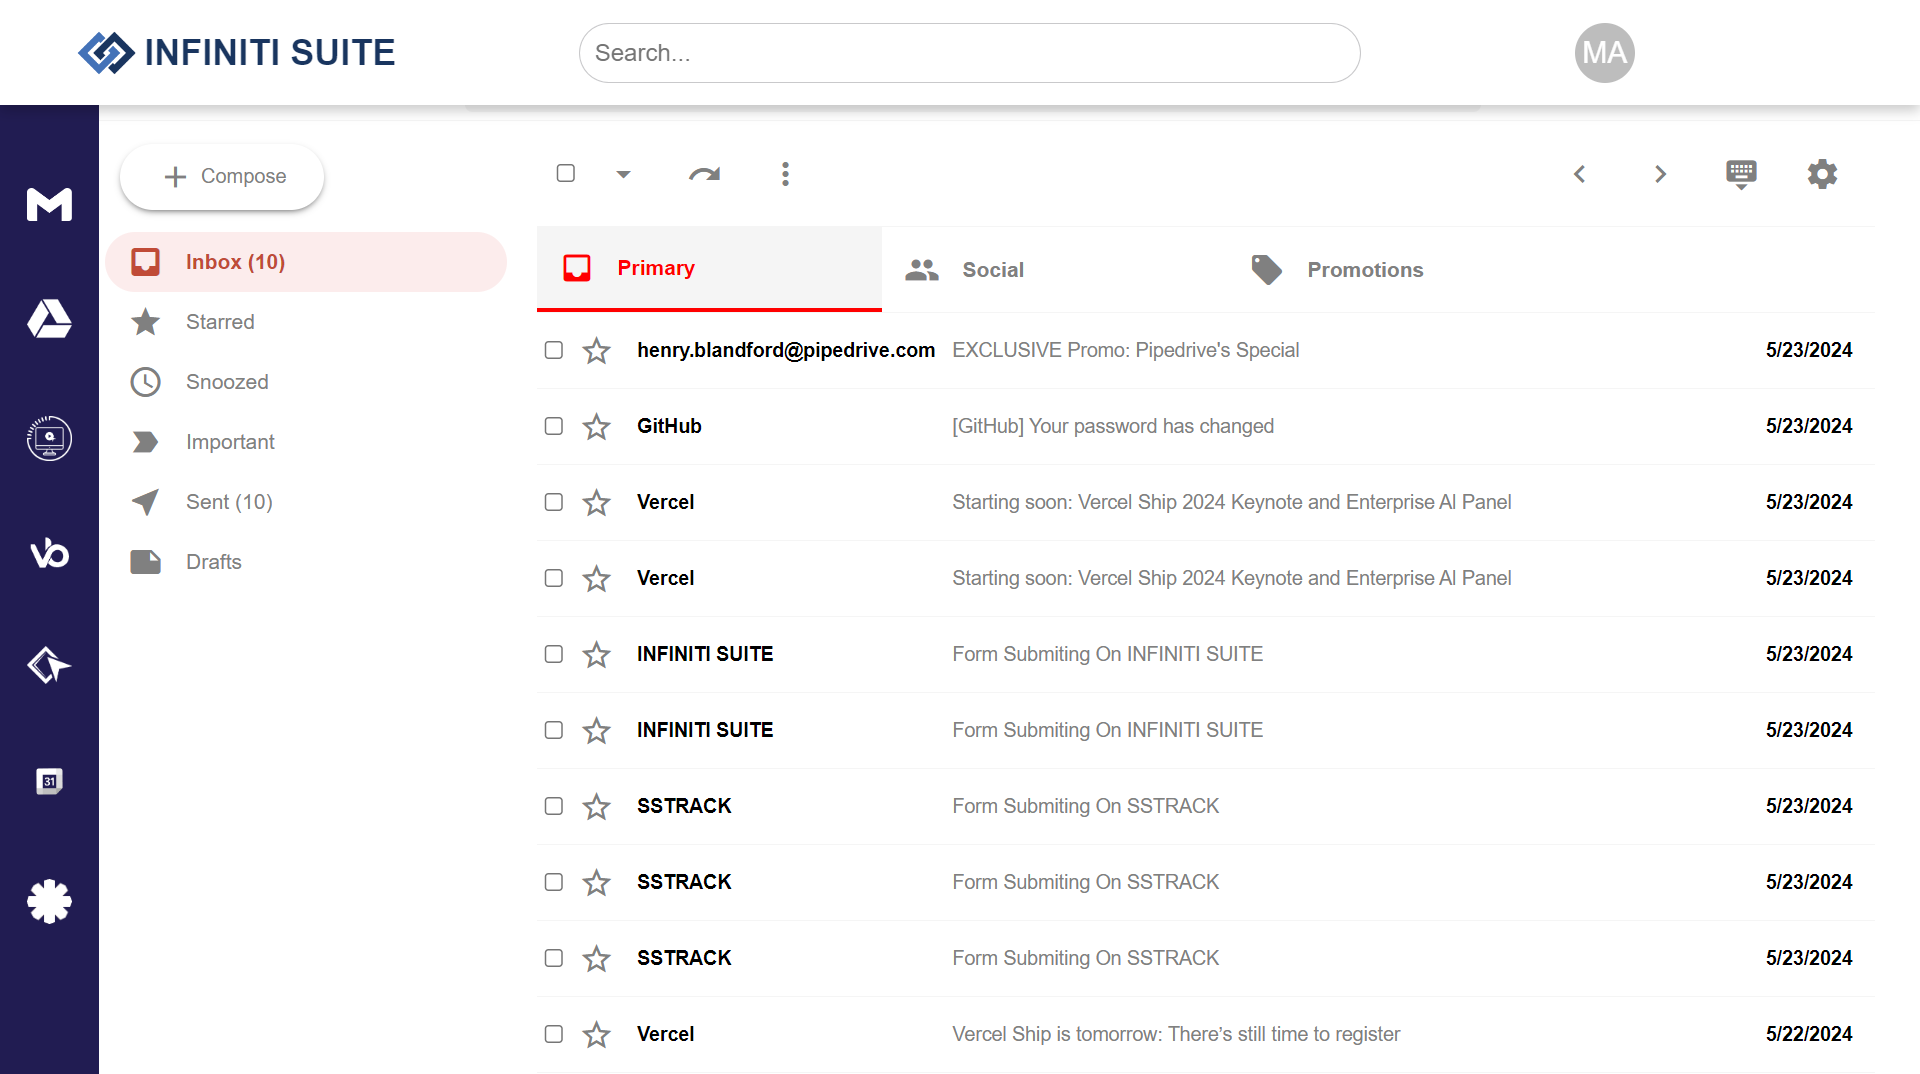 INFINITI SUITE
Search...
MA
Compose
Inbox (10)
Starred
Snoozed
Important
Sent (10)
Drafts
31
Primary
Social
Promotions
henry.blandford@pipedrive.com EXCLUSIVE Promo: Pipedrive's Special 5/23/2024
GitHub [GitHub] Your password has changed 5/23/2024
Vercel Starting soon: Vercel Ship 2024 Keynote and Enterprise AI Panel 5/23/2024
Vercel Starting soon: Vercel Ship 2024 Keynote and Enterprise AI Panel 5/23/2024
INFINITI SUITE Form Submiting On INFINITI SUITE 5/23/2024
INFINITI SUITE Form Submiting On INFINITI SUITE 5/23/2024
SSTRACK Form Submiting On SSTRACK 5/23/2024
SSTRACK Form Submiting On SSTRACK 5/23/2024
SSTRACK Form Submiting On SSTRACK 5/23/2024
Vercel Vercel Ship is tomorrow: There’s still time to register 5/22/2024